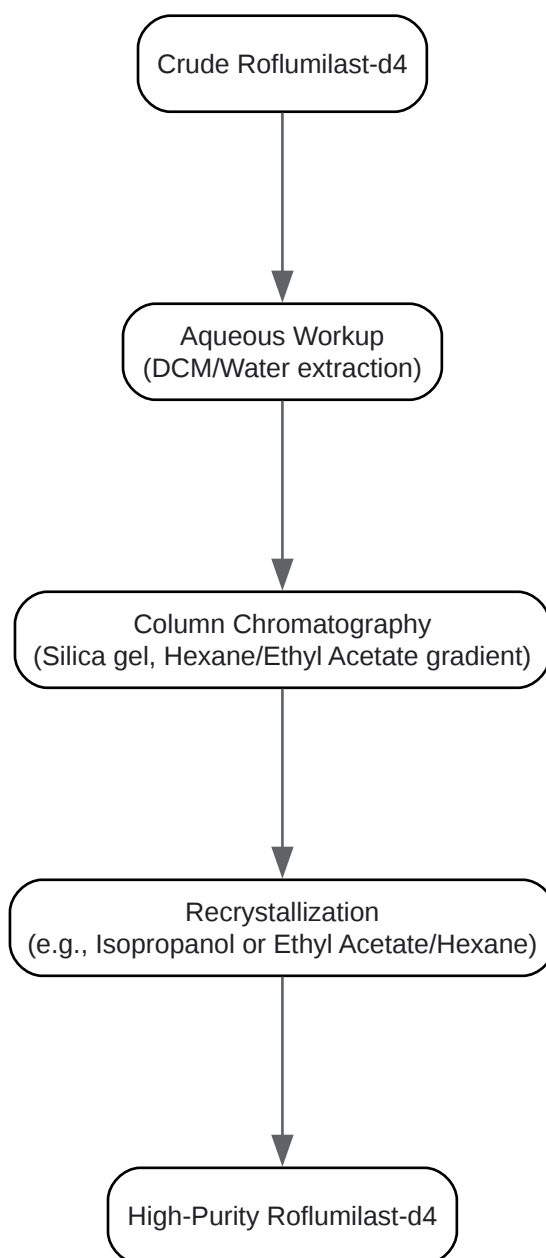 Crude Roflumilast-d4
Aqueous Workup
(DCM/Water extraction)
Column Chromatography
(Silica gel, Hexane/Ethyl Acetate gradient)
Recrystallization
(e.g., Isopropanol or Ethyl Acetate/Hexane)
High-Purity Roflumilast-d4